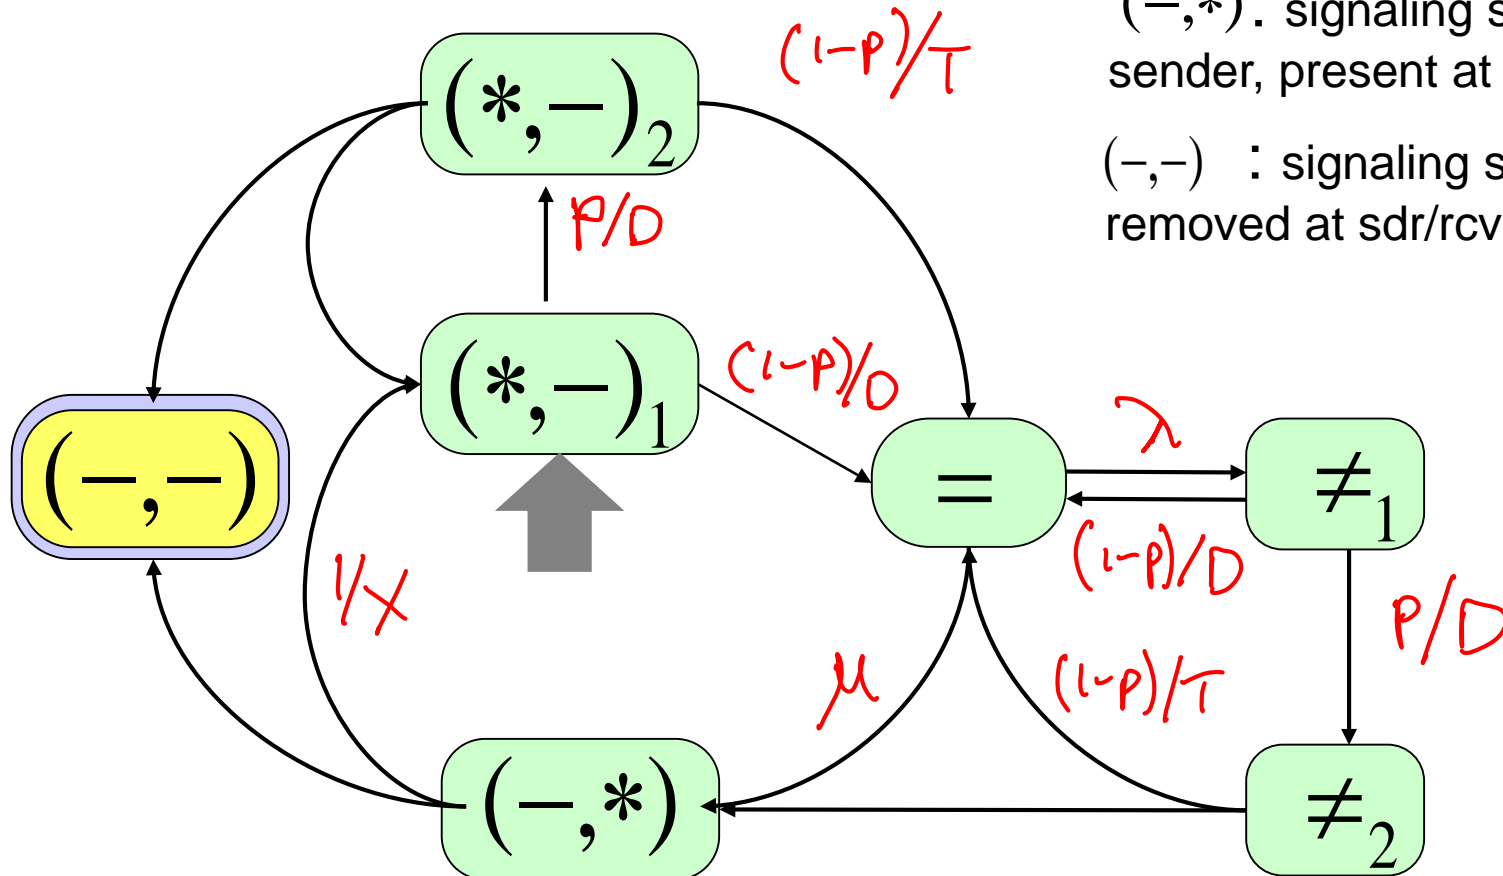 (−,*). signaling s
sender, present at
(−,−) : signaling s
removed at sdr/rcv
(*,−)₂
(1-p)/T
P/D
(*,−)₁
(1-p)/D
(−,−)
=
λ
≠₁
(1-p)/D
1/X
P/D
μ
(1-p)/T
(−,*)
≠₂